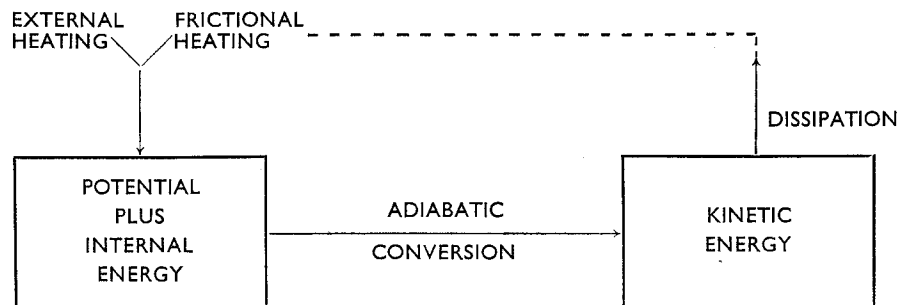 EXTERNAL HEATING
FRICTIONAL HEATING
DISSIPATION
POTENTIAL
PLUS
INTERNAL
ENERGY
ADIABATIC
CONVERSION
KINETIC
ENERGY